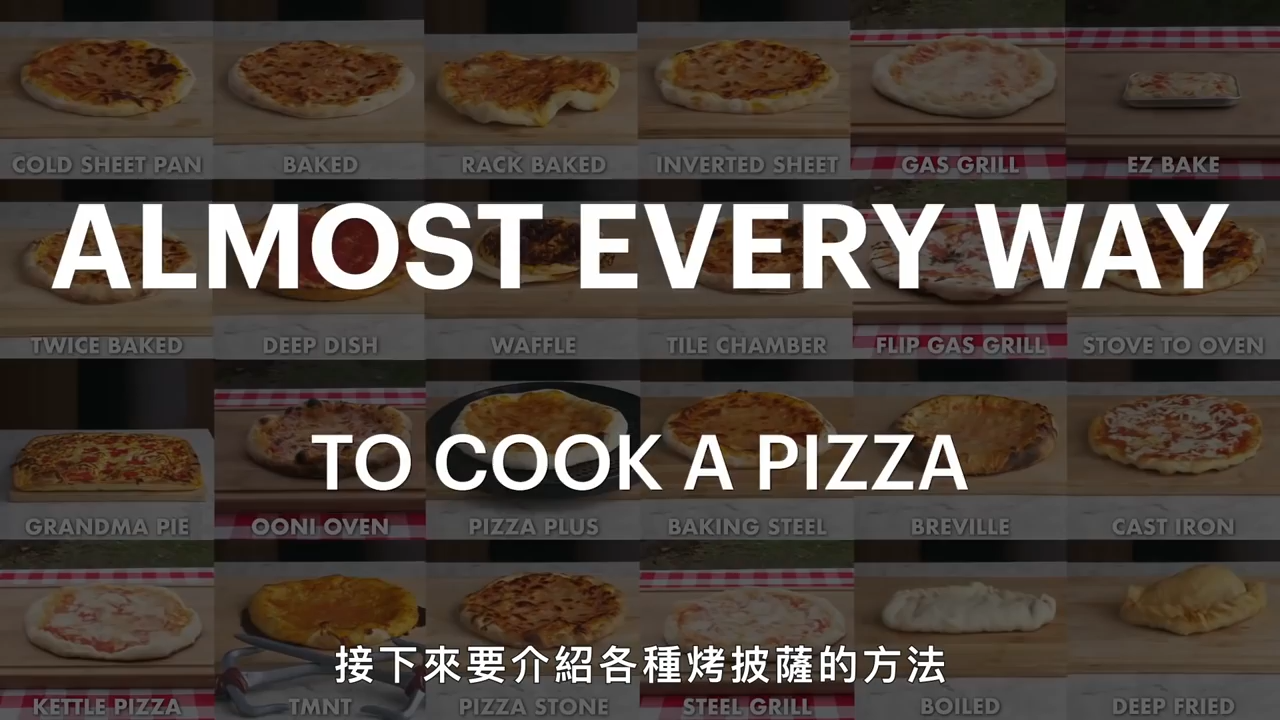 COLD SHEET PAN BAKED RACK BAKED INVERTED SHEET GAS GRILL EZ BAKE
ALMOST EVERY WAY
TWICE BAKED DEEP DISH WAFFLE TILE CHAMBER FLIP GAS GRILL STOVE TO OVEN
TO COOK A PIZZA
GRANDMA PIE OONI OVEN PIZZA PLUS BAKING STEEL BREVILLE CAST IRON
接下來要介紹各種烤披薩的方法
KETTLE PIZZA TMNT PIZZA STONE STEEL GRILL BOILED DEEP FRIED